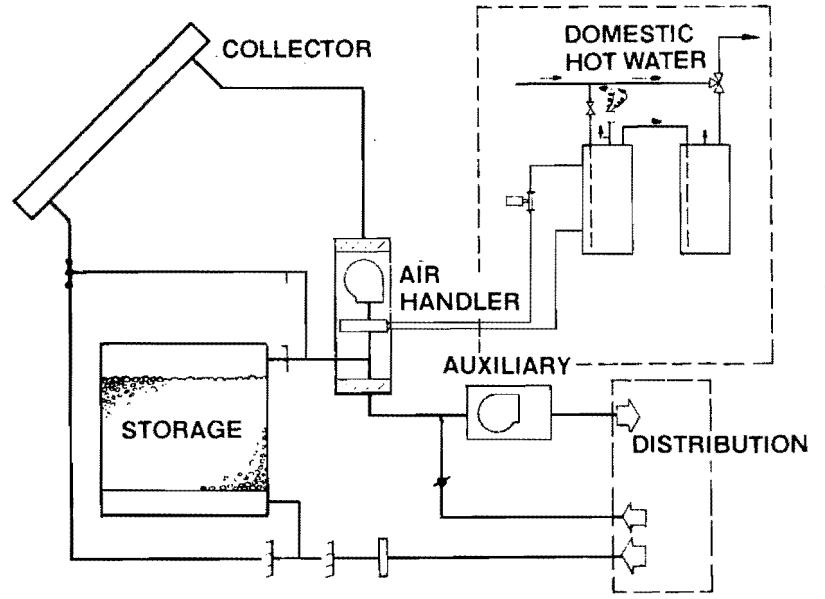 COLLECTOR
DOMESTIC
HOT WATER
AIR
HANDLER
AUXILIARY
STORAGE
DISTRIBUTION